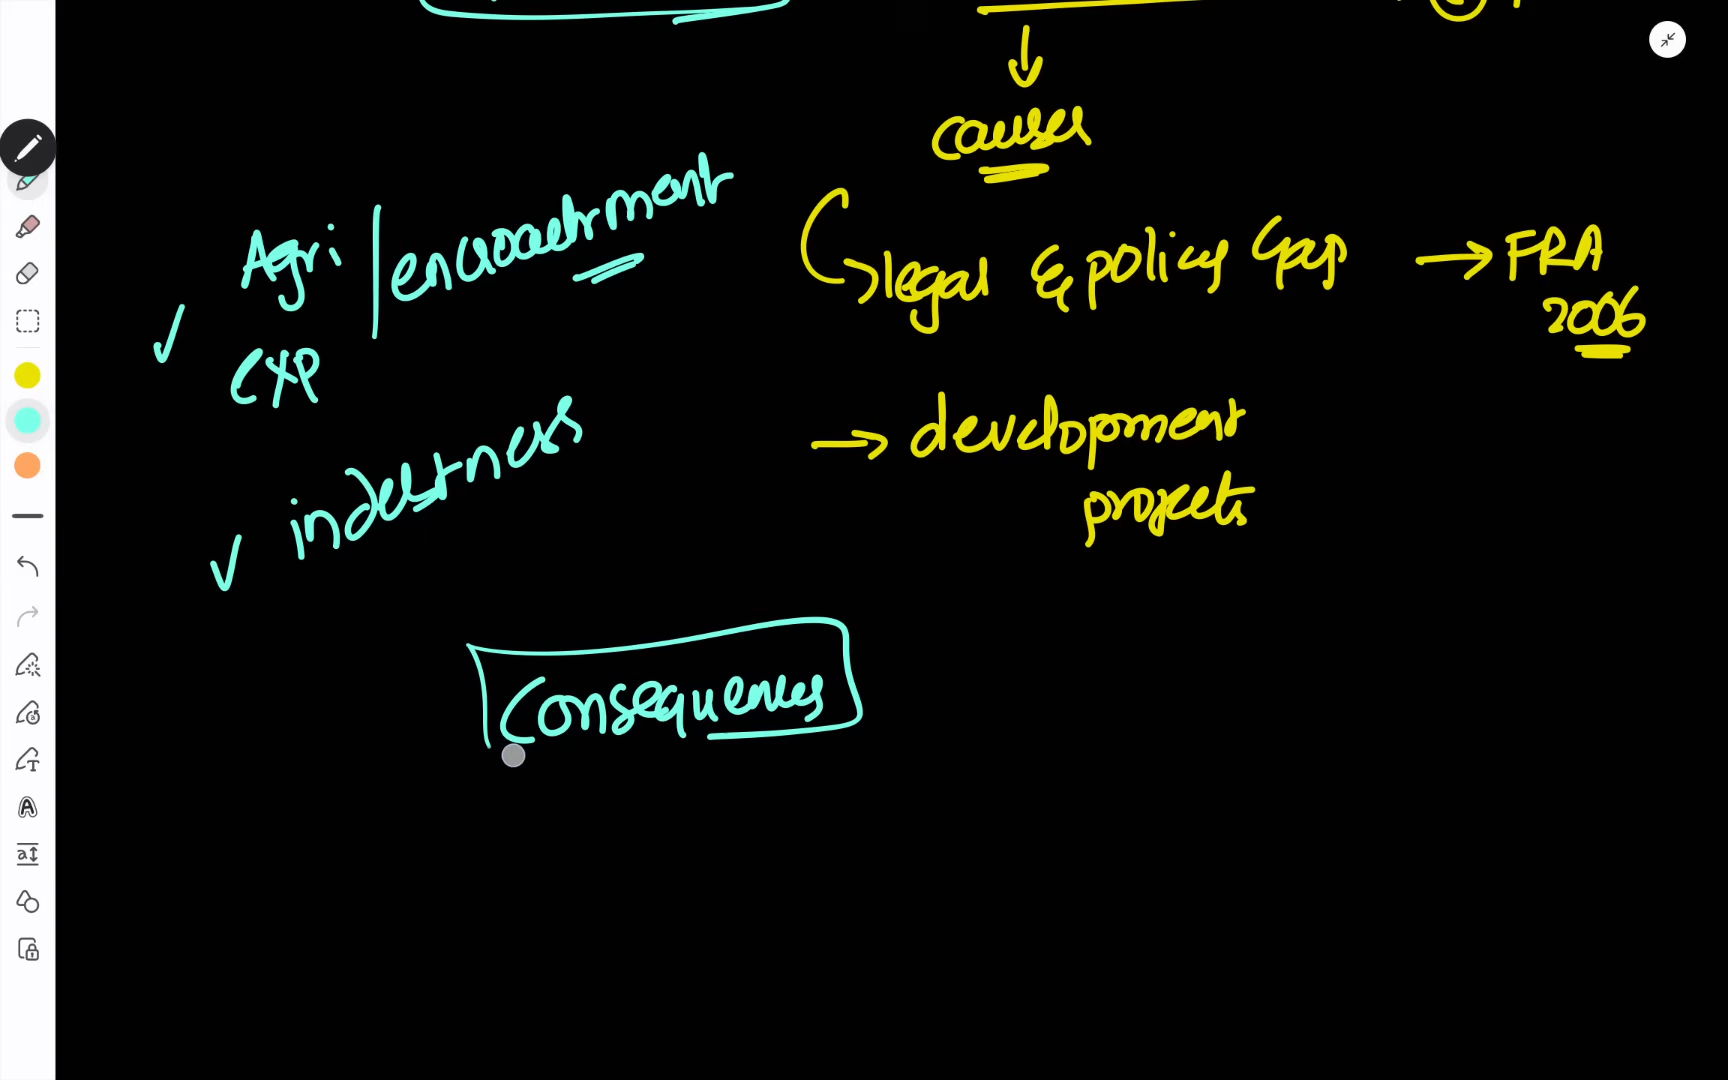 causes
Agri / encroachment
exp
legal & policy Gap → FRA
2006
→ development
projects
indebtness
Consequences